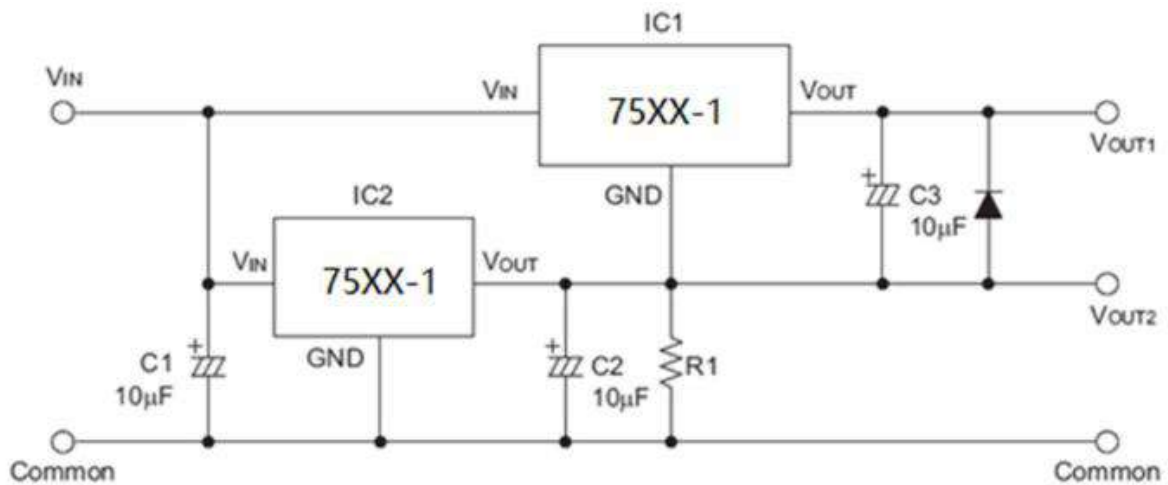 IC1
VIN
VIN
75XX-1
VOUT
VOUT1
GND
IC2
+
C3
10µF
VIN
75XX-1
VOUT
VOUT2
+
C1
10µF
GND
+
C2
10µF
R1
Common
Common